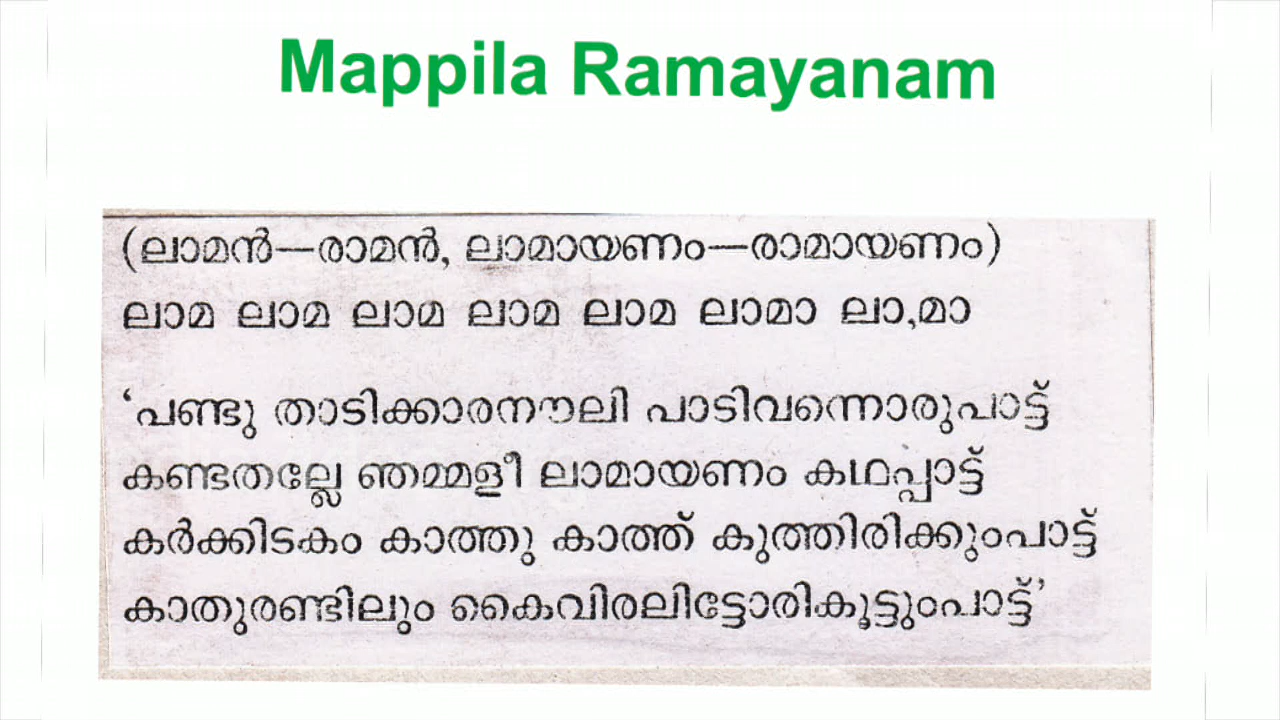 Mappila Ramayanam
(ലാമൻ—രാമൻ, ലാമായണം—രാമായണം)
ലാമ ലാമ ലാമ ലാമ ലാമ ലാമാ ലാ,മാ
‘പണ്ടു താടിക്കാരനൗലി പാടിവന്നൊരുപാട്ട്
കണ്ടതല്ലേ ഞമ്മളീ ലാമായണം കഥപ്പാട്ട്
കർക്കിടകം കാത്തു കാത്ത് കുത്തിരിക്കുംപാട്ട്
കാതുരണ്ടിലും കൈവിരലിട്ടോരികൂട്ടുംപാട്ട്’